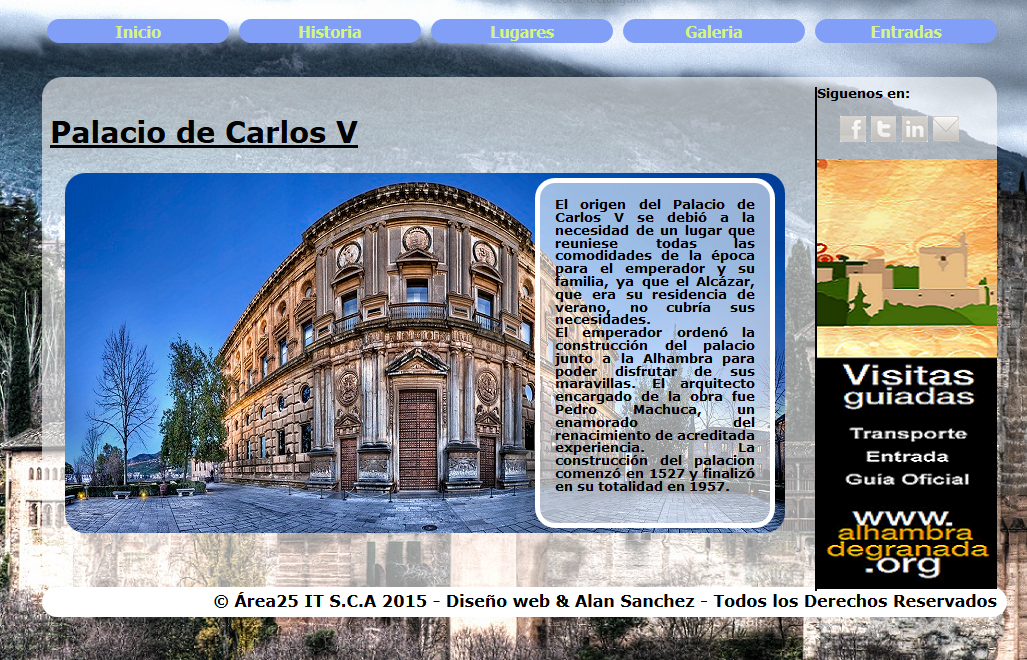 Inicio
Historia
Lugares
Galeria
Entradas
Palacio de Carlos V
El origen del Palacio de
Carlos V se debió a la
necesidad de un lugar que
reuniese todas las
comodidades de la época
para el emperador y su
familia, ya que el Alcázar,
que era su residencia de
verano, no cubría sus
necesidades.
El emperador ordenó la
construcción del palacio
junto a la Alhambra para
poder disfrutar de sus
maravillas. El arquitecto
encargado de la obra fue
Pedro Machuca, un
enamorado del
renacimiento de acreditada
experiencia. La
construcción del palacion
comenzó en 1527 y finalizó
en su totalidad en 1957.
Siguenos en:
Visitas
guiadas
Transporte
Entrada
Guía Oficial
www.
alhambra
degranada
.org
© Área25 IT S.C.A 2015 - Diseño web & Alan Sanchez - Todos los Derechos Reservados